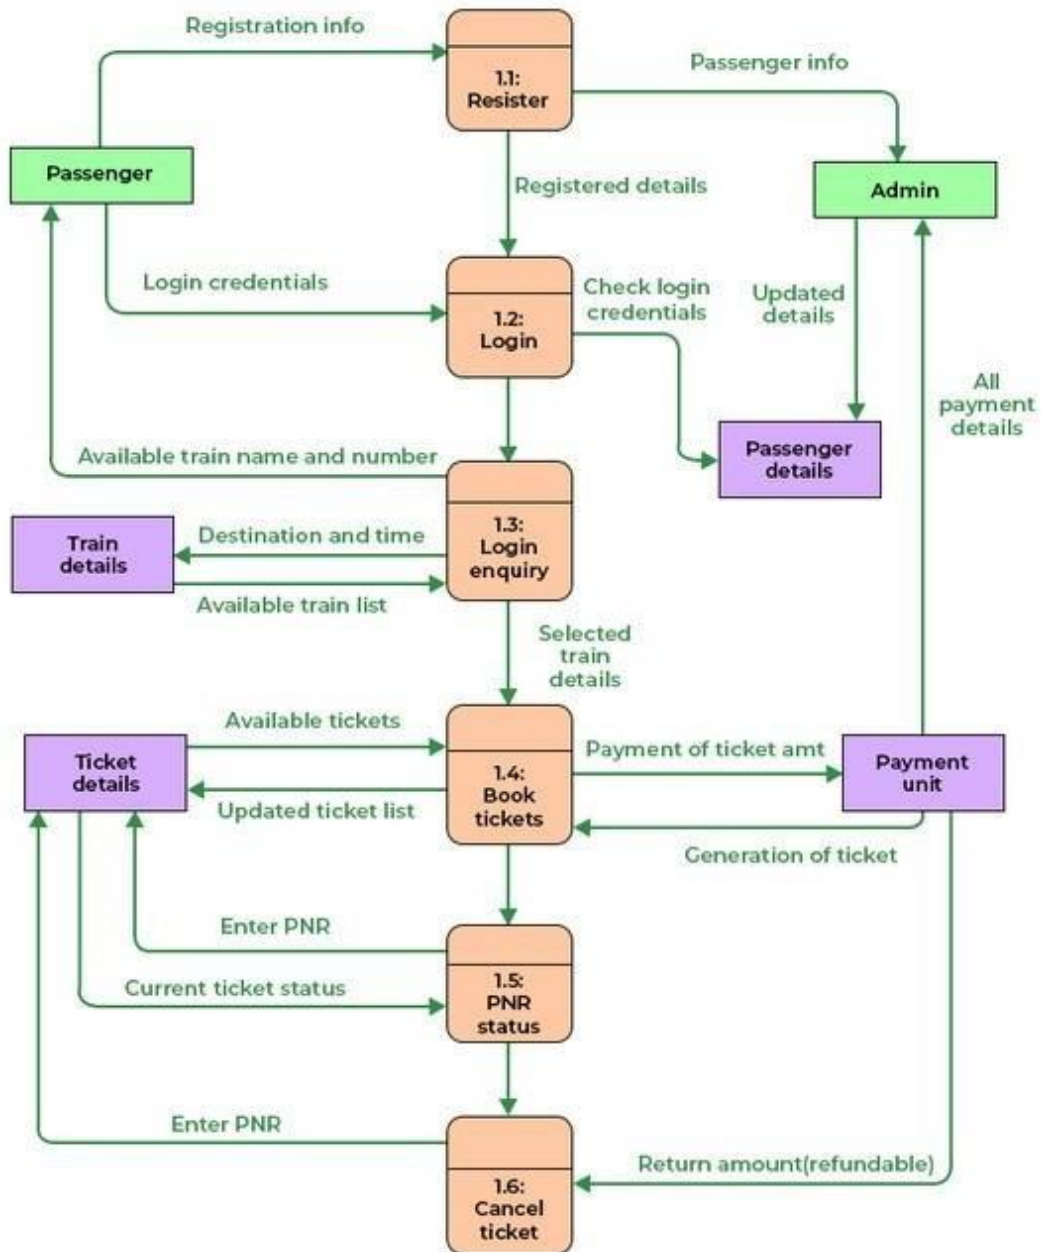 Registration info
1.1:
Resister
Passenger info
Passenger
Registered details
Admin
Login credentials
1.2:
Login
Check login
credentials
Updated
details
All
payment
details
Available train name and number
Passenger
details
Train
details
Destination and time
Available train list
1.3:
Login
enquiry
Selected
train
details
Available tickets
Ticket
details
Updated ticket list
1.4:
Book
tickets
Payment of ticket amt
Payment
unit
Generation of ticket
Enter PNR
Current ticket status
1.5:
PNR
status
Enter PNR
1.6:
Cancel
ticket
Return amount(refundable)